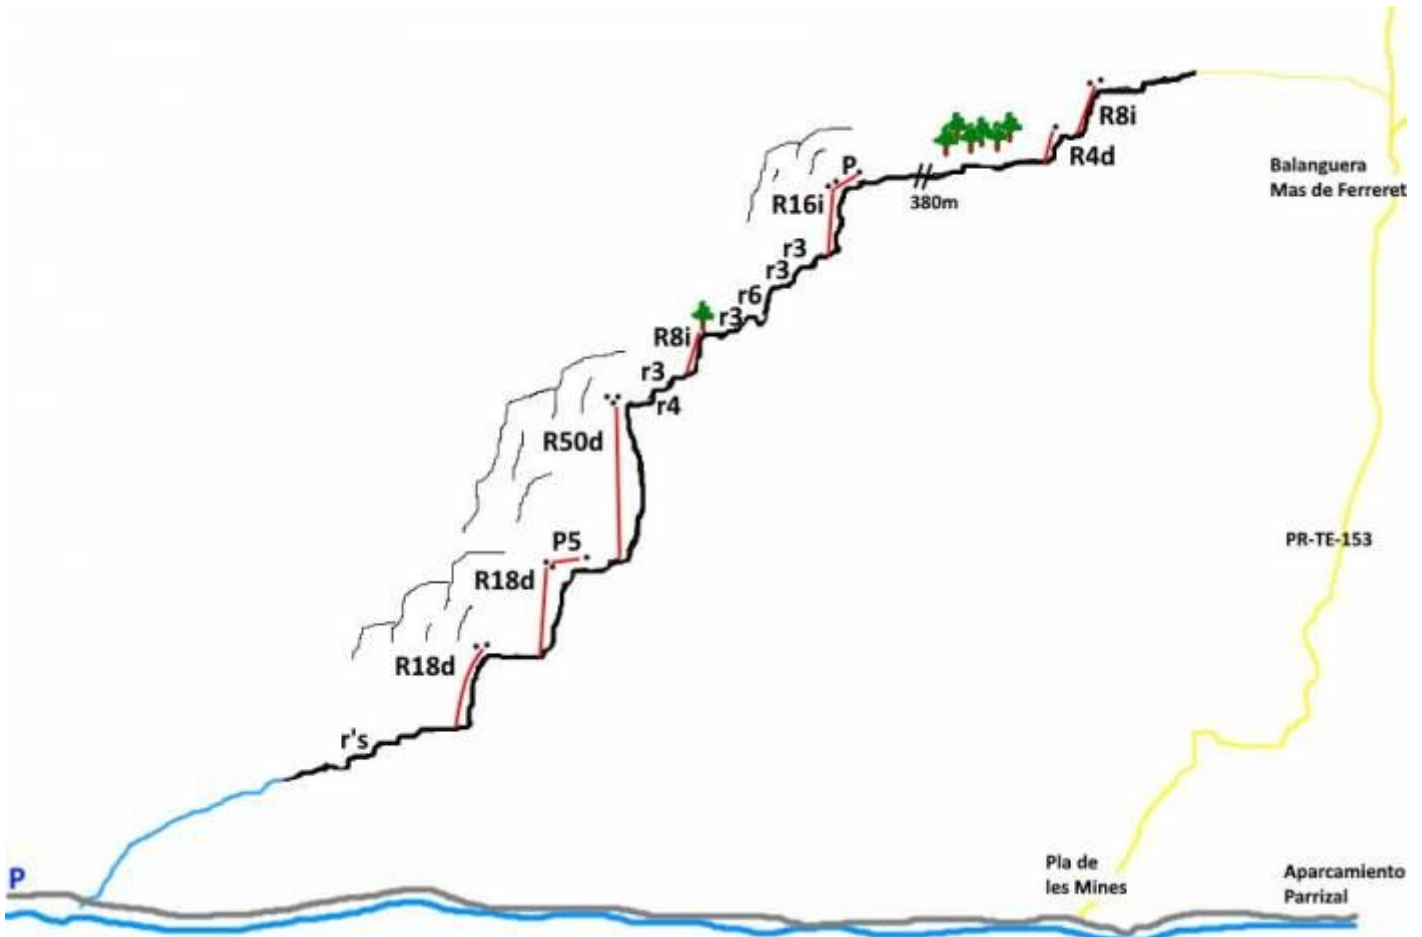 R8i
R4d
Balanguera
Mas de Ferreret
P
R16i
380m
r3
r3
r6
r3
R8i
r3
r4
R50d
P5
R18d
PR-TE-153
R18d
r's
P
Pla de
les Mines
Aparcamiento
Parrizal